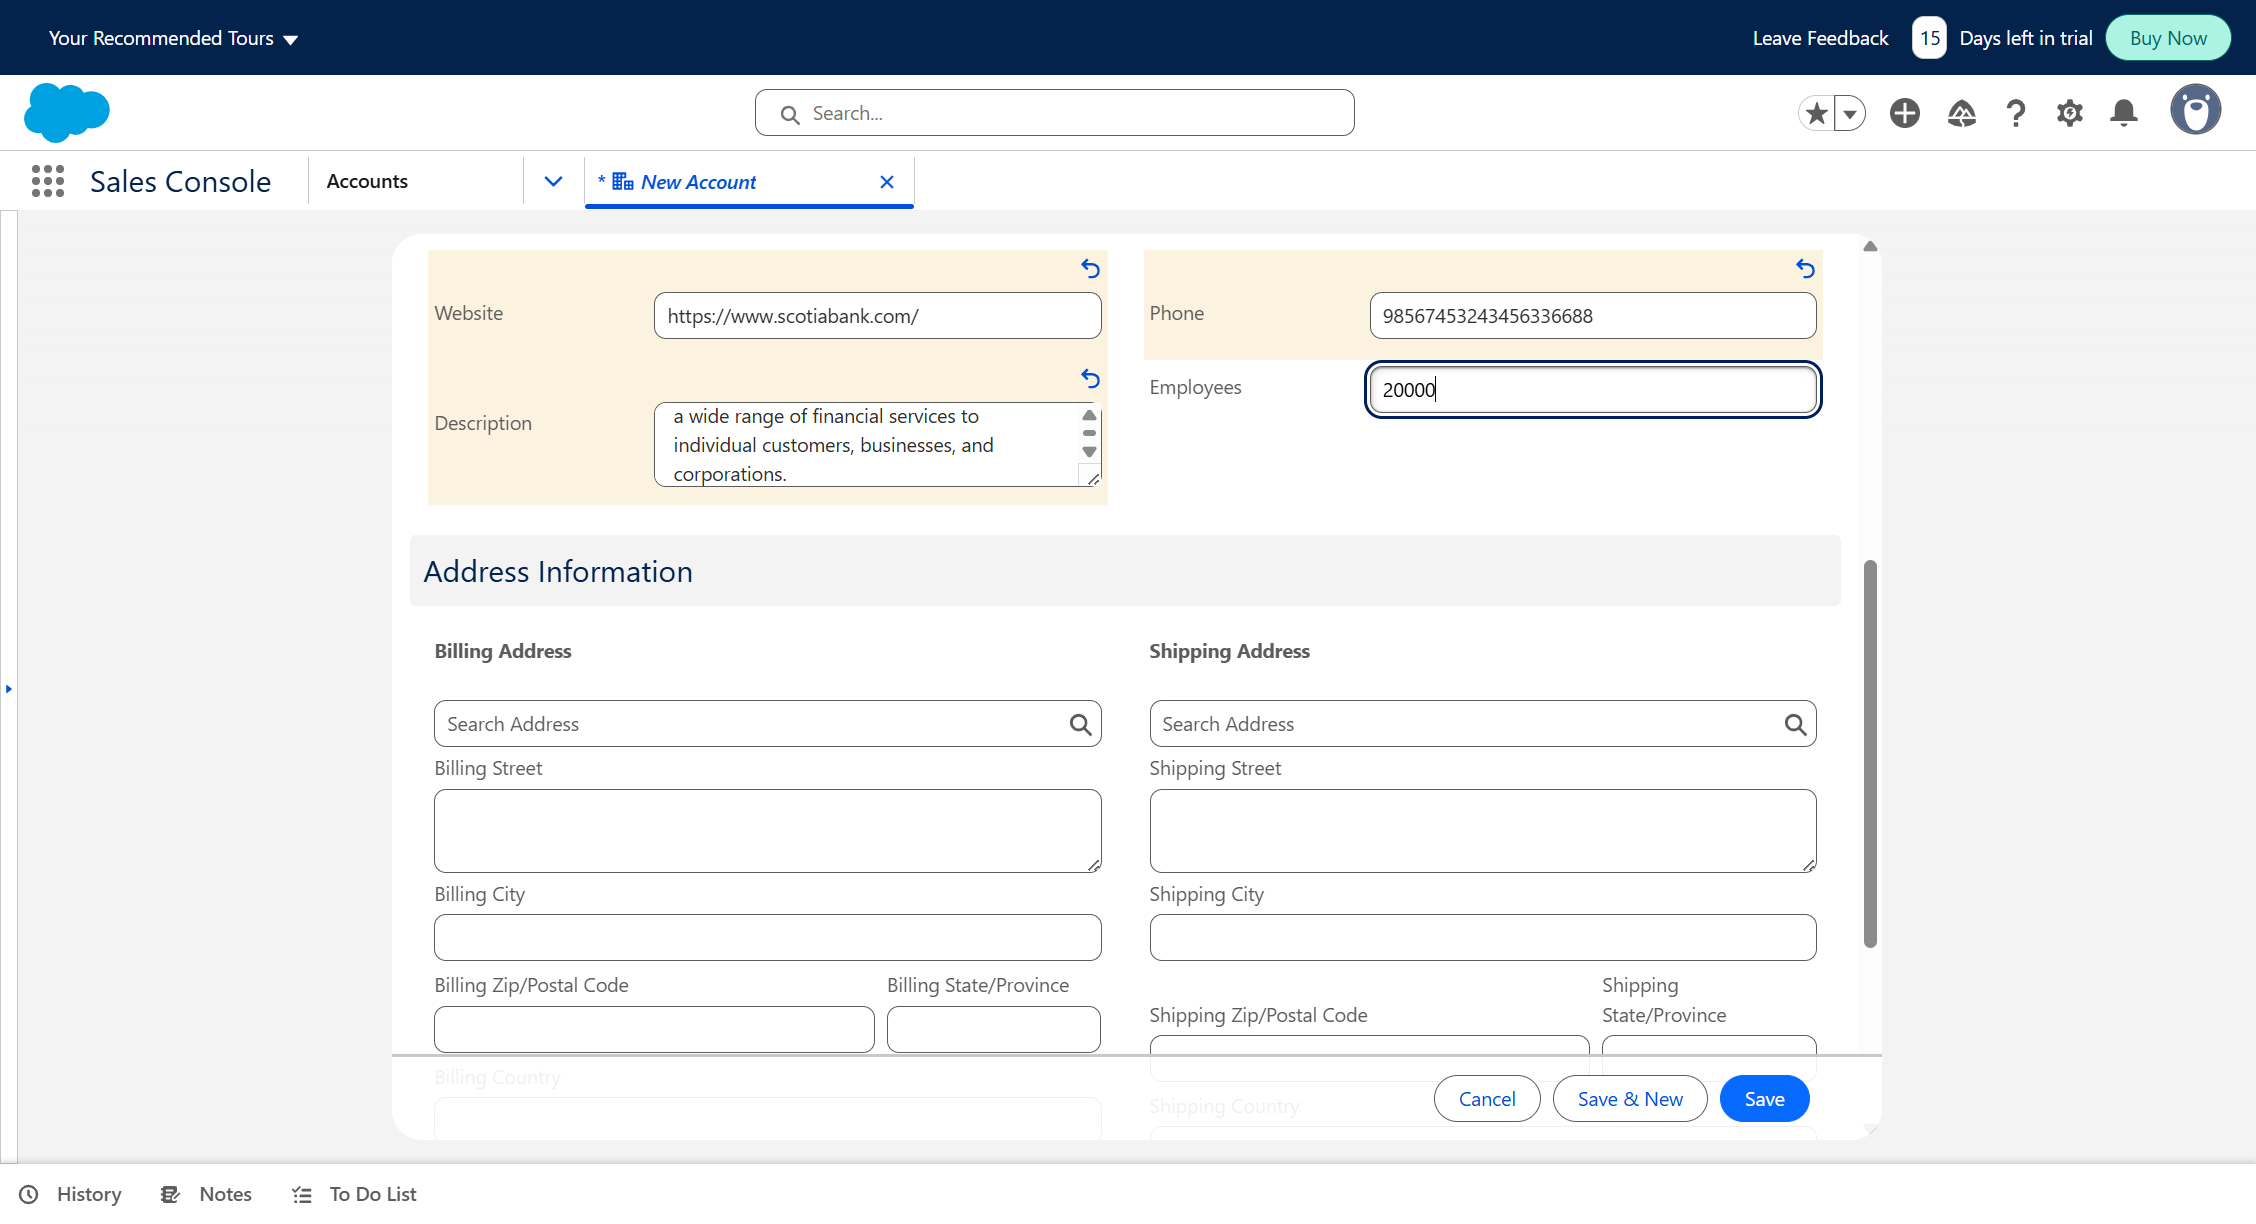 Your Recommended Tours
Leave Feedback
15
Days left in trial
Buy Now
Search...
Sales Console
Accounts
* New Account
Website
https://www.scotiabank.com/
Phone
98567453243456336688
Employees
20000
Description
a wide range of financial services to
individual customers, businesses, and
corporations.
Address Information
Billing Address
Shipping Address
Search Address
Search Address
Billing Street
Shipping Street
Billing City
Shipping City
Billing Zip/Postal Code
Billing State/Province
Shipping Zip/Postal Code
Shipping
State/Province
Billing Country
Shipping Country
Cancel
Save & New
Save
History
Notes
To Do List